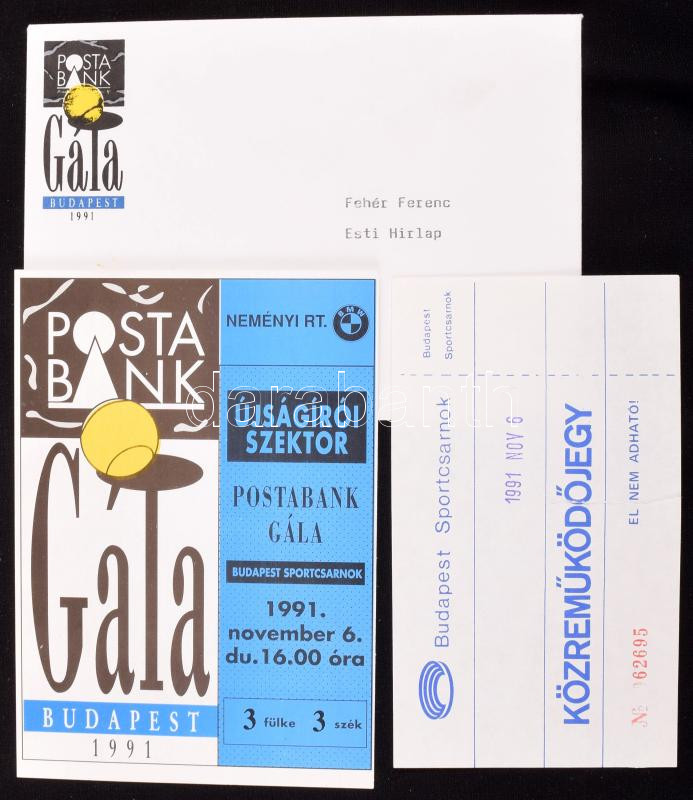 POSTA
BANK
Gála
BUDAPEST
1991
Fehér Ferenc
Esti Hirlap
POSTA
BANK
Gála
BUDAPEST
1991
NEMÉNYI RT.
BMW
ÚJSÁGÍRÓI
SZEKTOR
POSTABANK
GÁLA
BUDAPEST SPORTCSARNOK
1991.
november 6.
du.16.00 óra
3 fülke 3 szék
Budapest
Sportcsarnok
Budapest Sportcsarnok
1991 NOV 6
KÖZREMŰKÖDŐJEGY
EL NEM ADHATÓ!
№ 62695
darabanth